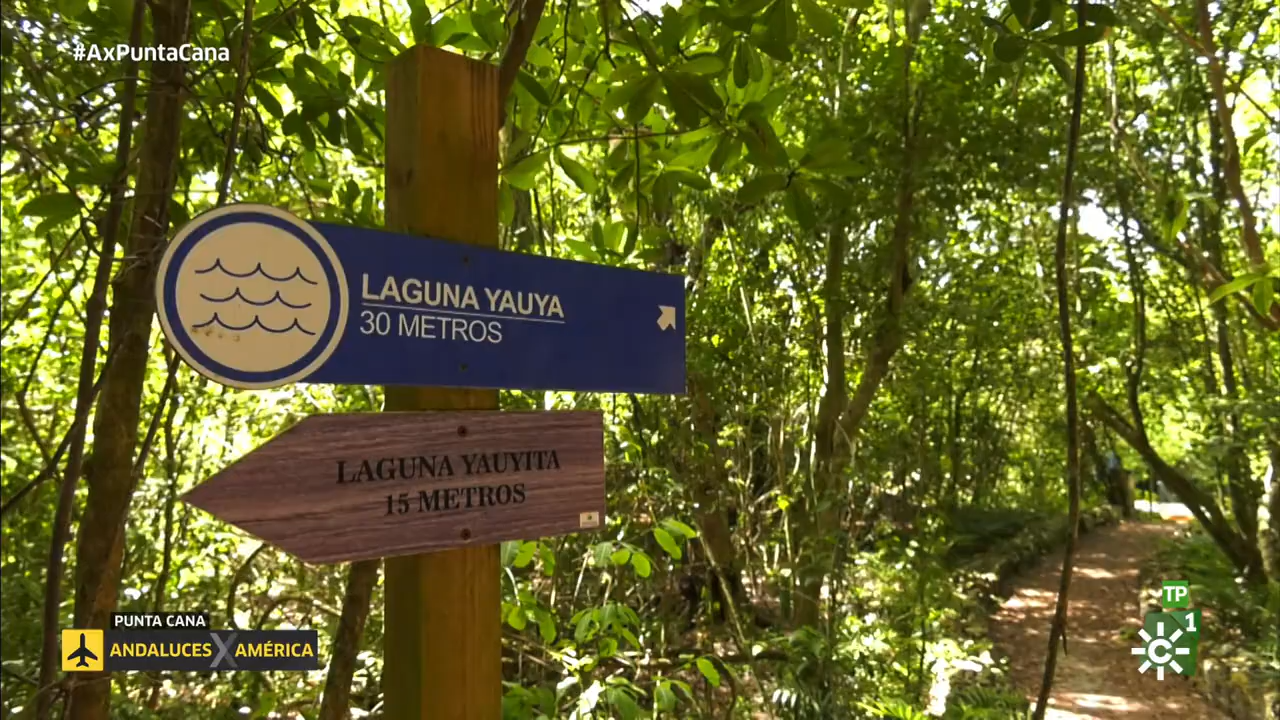 #AxPuntaCana
LAGUNA YAUYA
30 METROS
LAGUNA YAUYITA
15 METROS
PUNTA CANA
ANDALUCES X AMÉRICA
TP
1
C